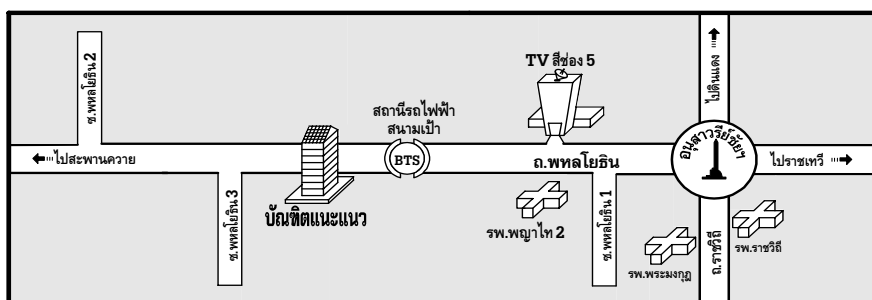 ซ.พหลโยธิน 2
TV สีช่อง 5
ไปดินแดง
สถานีรถไฟฟ้า
สนามเป้า
ไปสะพานควาย
BTS
ถ.พหลโยธิน
อนุสาวรีย์ชัยฯ
ไปราชเทวี
ซ.พหลโยธิน 3
บัณฑิตแนะแนว
รพ.พญาไท 2
ซ.พหลโยธิน 1
รพ.พระมงกุฎ
ถ.ราชวิถี
รพ.ราชวิถี